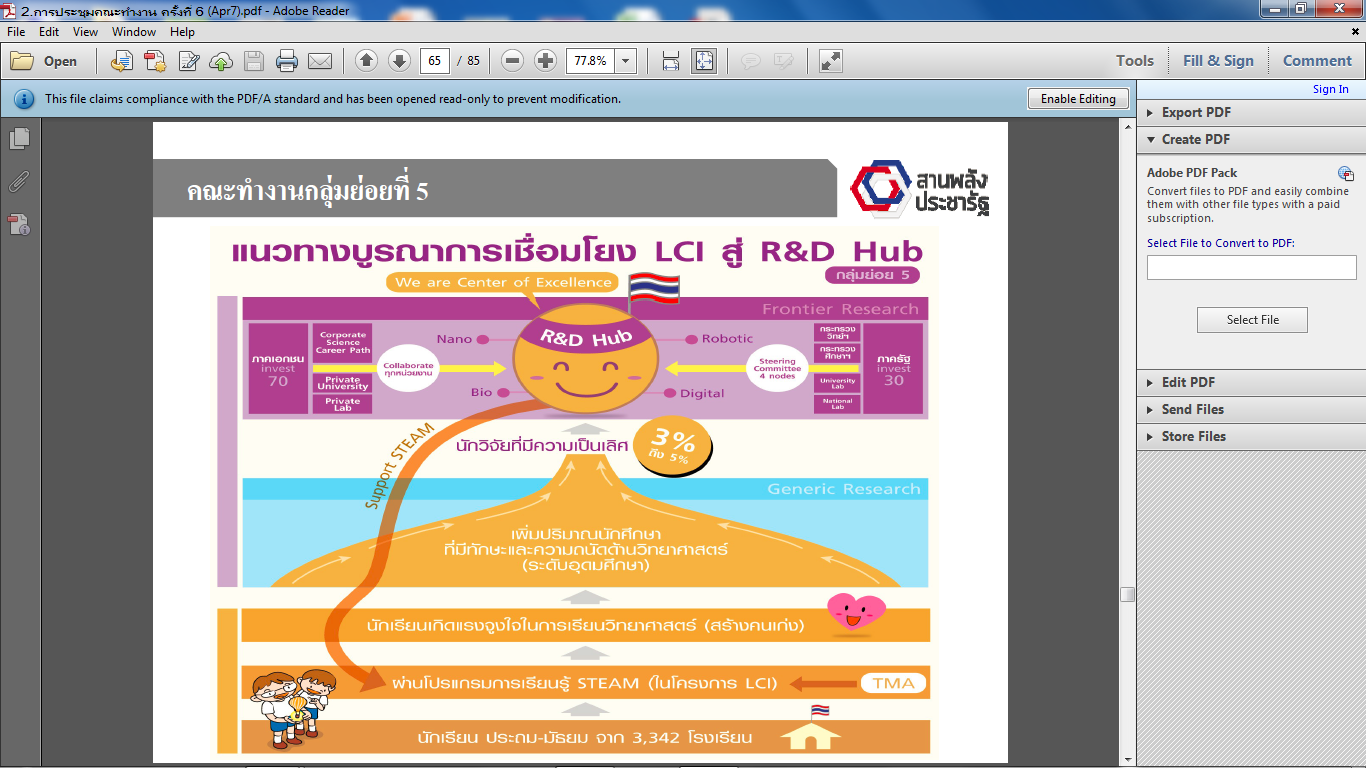 2.การประชุมคณะทำงาน ครั้งที่ 6 (Apr7).pdf - Adobe Reader
File Edit View Window Help
Open 65 / 85 77.8% Tools Fill & Sign Comment
This file claims compliance with the PDF/A standard and has been opened read-only to prevent modification. Enable Editing
Sign In
Export PDF
Create PDF
Adobe PDF Pack
Convert files to PDF and easily combine
them with other file types with a paid
subscription.
Select File to Convert to PDF:
Select File
Edit PDF
Send Files
Store Files
คณะทำงานกลุ่มย่อยที่ 5
สานพลัง
ประชารัฐ
แนวทางบูรณาการเชื่อมโยง LCI สู่ R&D Hub
กลุ่มย่อย 5
We are Center of Excellence
Frontier Research
ภาคเอกชน
invest
70
Corporate
Science
Career Path
Private
University
Private
Lab
Collaborate
ทุกหน่วยงาน
Nano
Bio
R&D Hub
Robotic
Digital
Steering
Committee
4 nodes
กระทรวง
วิทย์ฯ
กระทรวง
ศึกษาฯ
University
Lab
National
Lab
ภาครัฐ
invest
30
Support STEAM
นักวิจัยที่มีความเป็นเลิศ
3%
ถึง 5%
Generic Research
เพิ่มปริมาณนักศึกษา
ที่มีทักษะและความถนัดด้านวิทยาศาสตร์
(ระดับอุดมศึกษา)
นักเรียนเกิดแรงจูงใจในการเรียนวิทยาศาสตร์ (สร้างคนเก่ง)
ผ่านโปรแกรมการเรียนรู้ STEAM (ในโครงการ LCI)
TMA
นักเรียน ประถม-มัธยม จาก 3,342 โรงเรียน